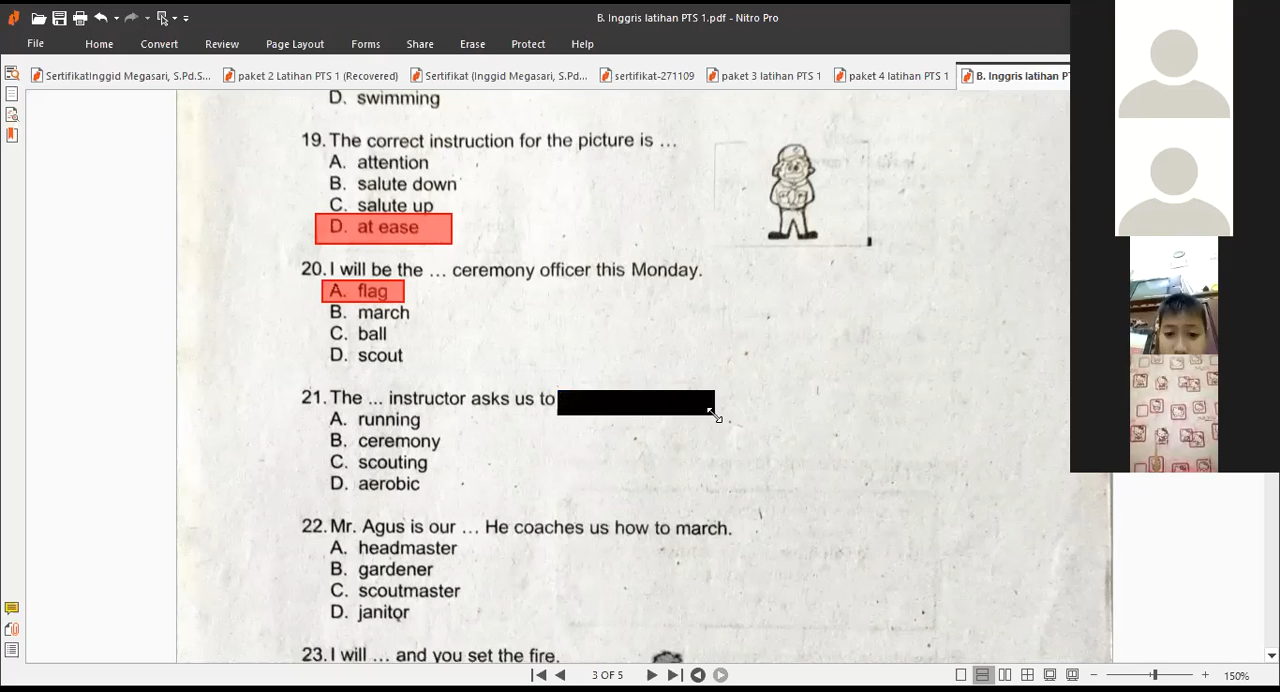 B. Inggris latihan PTS 1.pdf - Nitro Pro
File Home Convert Review Page Layout Forms Share Erase Protect Help
SertifikatInggid Megasari, S.Pd.S... paket 2 Latihan PTS 1 (Recovered) Sertifikat (Inggid Megasari, S.Pd... sertifikat-271109 paket 3 latihan PTS 1 paket 4 latihan PTS 1 B. Inggris latihan PT
D. swimming
19. The correct instruction for the picture is ...
A. attention
B. salute down
C. salute up
D. at ease
20. I will be the ... ceremony officer this Monday.
A. flag
B. march
C. ball
D. scout
21. The ... instructor asks us to
A. running
B. ceremony
C. scouting
D. aerobic
22. Mr. Agus is our ... He coaches us how to march.
A. headmaster
B. gardener
C. scoutmaster
D. janitor
23. I will ... and you set the fire.
3 OF 5
150%